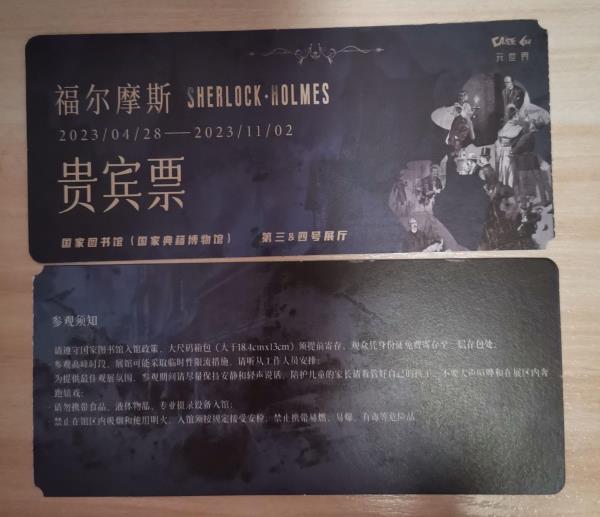 CASE
元世界
福尔摩斯 SHERLOCK·HOLMES
2023/04/28——2023/11/02
贵宾票
国家图书馆(国家典籍博物馆) 第三&四号展厅
参观须知
请遵守国家图书馆入馆政策,大尺码箱包(大于18.4cmx13cm)须提前寄存,观众凭身份证免费寄存至一层存包处;
参观高峰时段,展馆可能采取临时性限流措施,请听从工作人员安排;
为提供最佳观展氛围,参观期间请尽量保持安静和轻声说话,陪护儿童的家长请看管好自己的孩子,不要大声喧哗和在展区内奔
跑嬉戏;
请勿携带食品、液体物品、专业摄录设备入馆;
禁止在馆区内吸烟和使用明火,入馆须按规定接受安检,禁止携带易燃、易爆、有毒等危险品